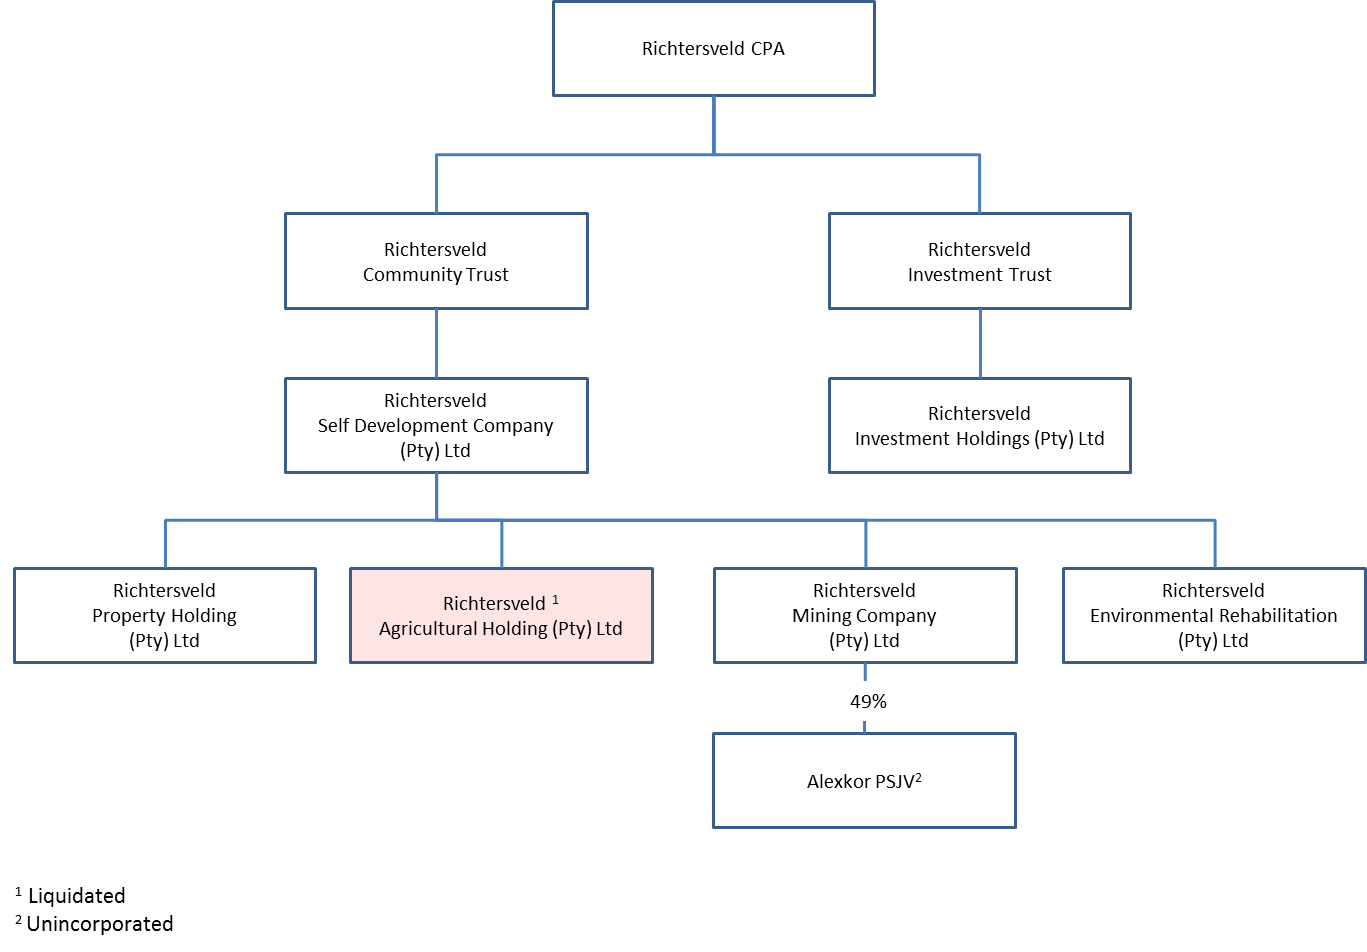 Richtersveld CPA
Richtersveld
Community Trust
Richtersveld
Investment Trust
Richtersveld
Self Development Company
(Pty) Ltd
Richtersveld
Investment Holdings (Pty) Ltd
Richtersveld
Property Holding
(Pty) Ltd
Richtersveld ¹
Agricultural Holding (Pty) Ltd
Richtersveld
Mining Company
(Pty) Ltd
Richtersveld
Environmental Rehabilitation
(Pty) Ltd
49%
Alexkor PSJV²
¹ Liquidated
² Unincorporated